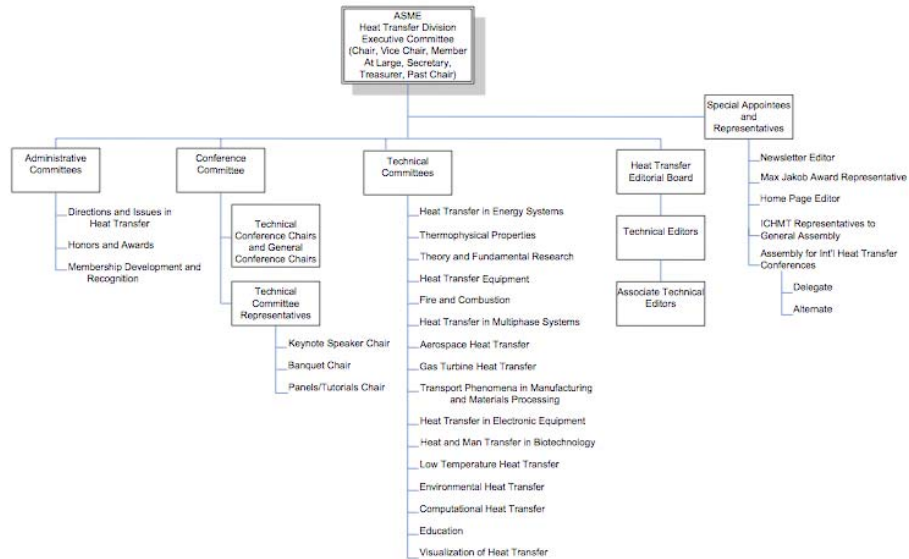 ASME
Heat Transfer Division
Executive Committee
(Chair, Vice Chair, Member
At Large, Secretary,
Treasurer, Past Chair)
Special Appointees
and
Representatives
Newsletter Editor
Max Jakob Award Representative
Home Page Editor
ICHMT Representatives to
General Assembly
Assembly for Int'l Heat Transfer
Conferences
Delegate
Alternate
Administrative
Committees
Directions and Issues in
Heat Transfer
Honors and Awards
Membership Development and
Recognition
Conference
Committee
Technical
Conference Chairs
and General
Conference Chairs
Technical
Committee
Representatives
Keynote Speaker Chair
Banquet Chair
Panels/Tutorials Chair
Technical
Committees
Heat Transfer in Energy Systems
Thermophysical Properties
Theory and Fundamental Research
Heat Transfer Equipment
Fire and Combustion
Heat Transfer in Multiphase Systems
Aerospace Heat Transfer
Gas Turbine Heat Transfer
Transport Phenomena in Manufacturing
and Materials Processing
Heat Transfer in Electronic Equipment
Heat and Man Transfer in Biotechnology
Low Temperature Heat Transfer
Environmental Heat Transfer
Computational Heat Transfer
Education
Visualization of Heat Transfer
Heat Transfer
Editorial Board
Technical Editors
Associate Technical
Editors